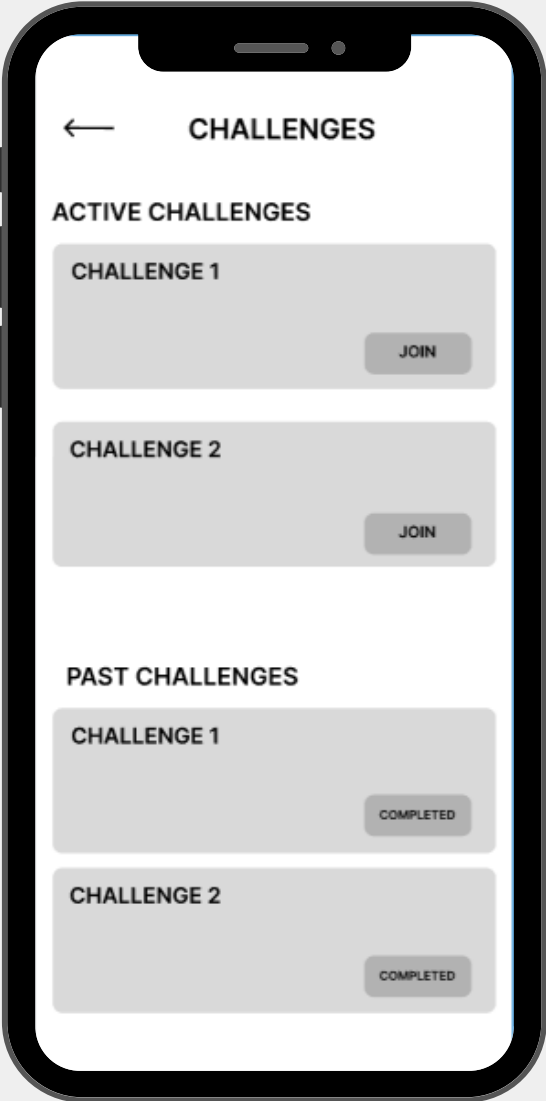 CHALLENGES
ACTIVE CHALLENGES
CHALLENGE 1
JOIN
CHALLENGE 2
JOIN
PAST CHALLENGES
CHALLENGE 1
COMPLETED
CHALLENGE 2
COMPLETED